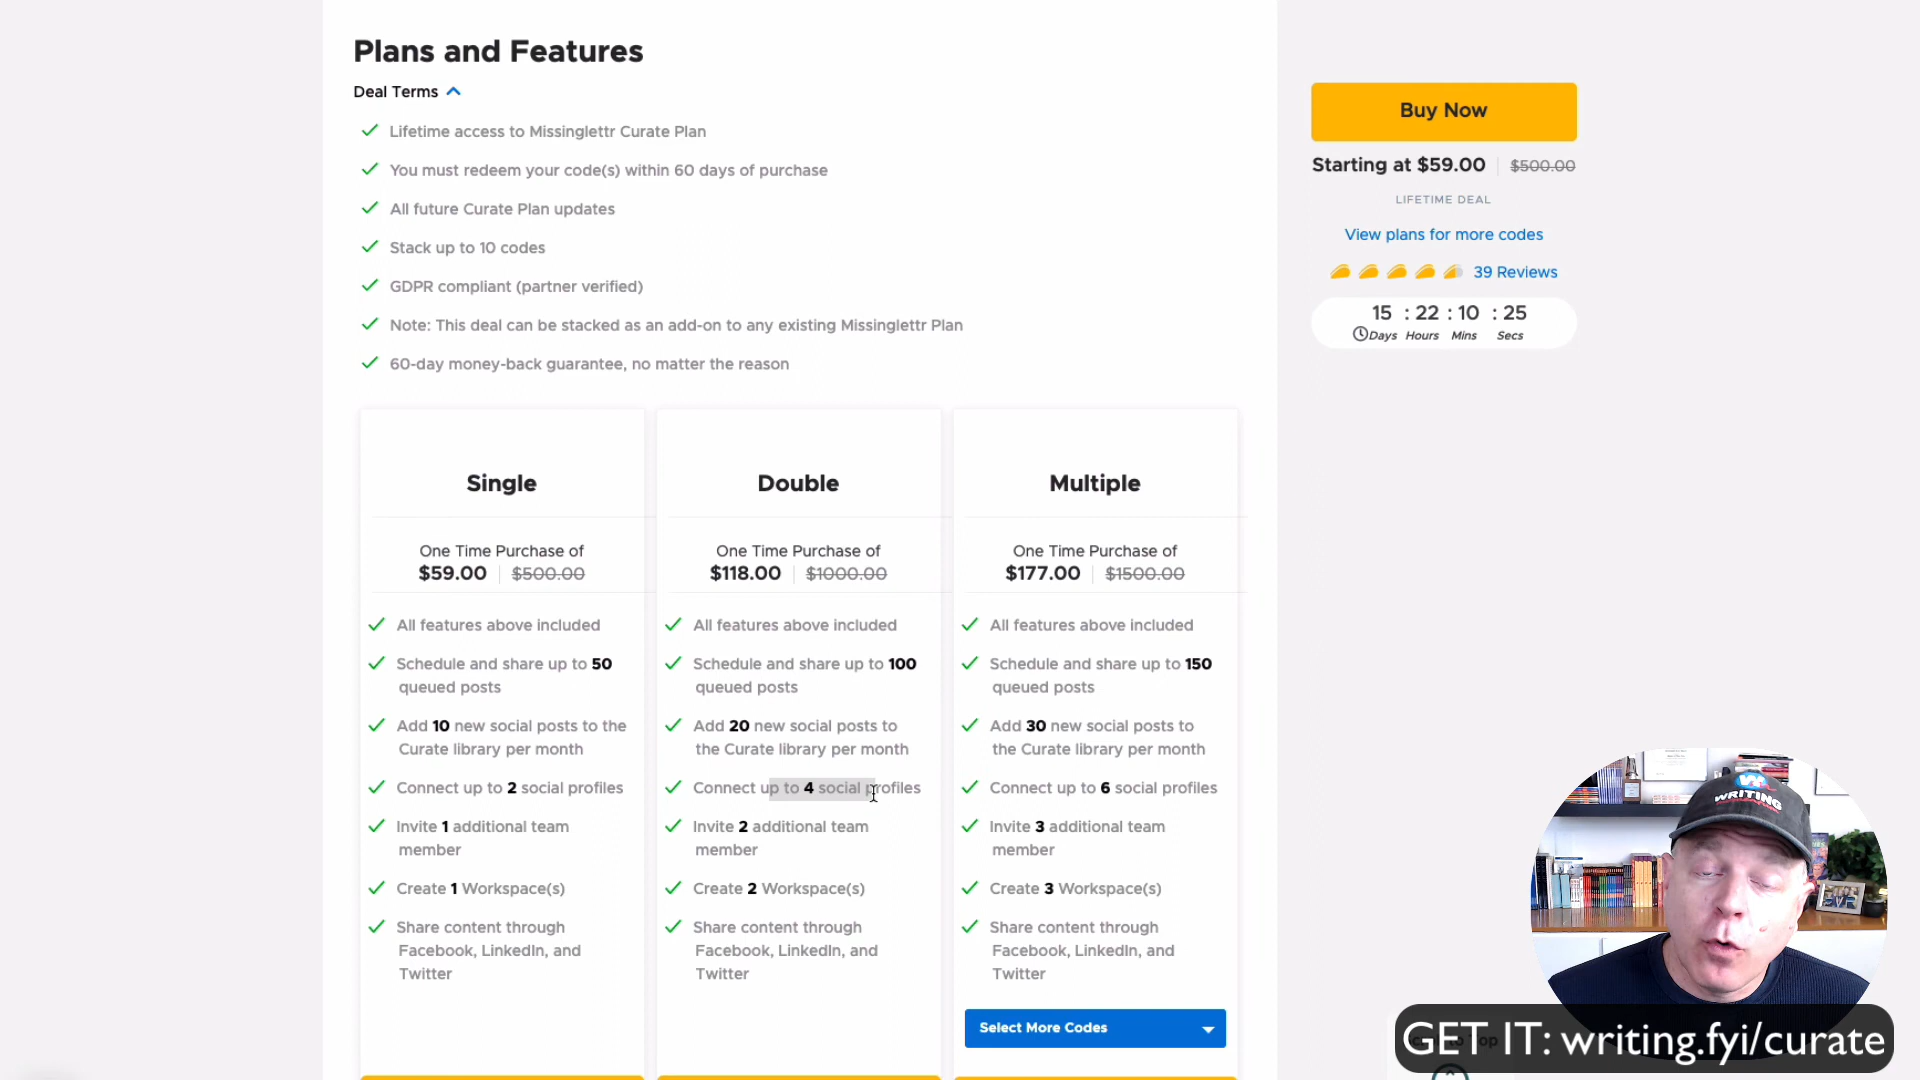 Plans and Features
Deal Terms
Lifetime access to Missinglettr Curate Plan
You must redeem your code(s) within 60 days of purchase
All future Curate Plan updates
Stack up to 10 codes
GDPR compliant (partner verified)
Note: This deal can be stacked as an add-on to any existing Missinglettr Plan
60-day money-back guarantee, no matter the reason
Single
One Time Purchase of
$59.00 $500.00
All features above included
Schedule and share up to 50
queued posts
Add 10 new social posts to the
Curate library per month
Connect up to 2 social profiles
Invite 1 additional team
member
Create 1 Workspace(s)
Share content through
Facebook, LinkedIn, and
Twitter
Double
One Time Purchase of
$118.00 $1000.00
All features above included
Schedule and share up to 100
queued posts
Add 20 new social posts to
the Curate library per month
Connect up to 4 social profiles
Invite 2 additional team
member
Create 2 Workspace(s)
Share content through
Facebook, LinkedIn, and
Twitter
Multiple
One Time Purchase of
$177.00 $1500.00
All features above included
Schedule and share up to 150
queued posts
Add 30 new social posts to
the Curate library per month
Connect up to 6 social profiles
Invite 3 additional team
member
Create 3 Workspace(s)
Share content through
Facebook, LinkedIn, and
Twitter
Select More Codes
Buy Now
Starting at $59.00 $500.00
LIFETIME DEAL
View plans for more codes
39 Reviews
15 : 22 : 10 : 25
Days Hours Mins Secs
WRITING
GET IT: writing.fyi/curate